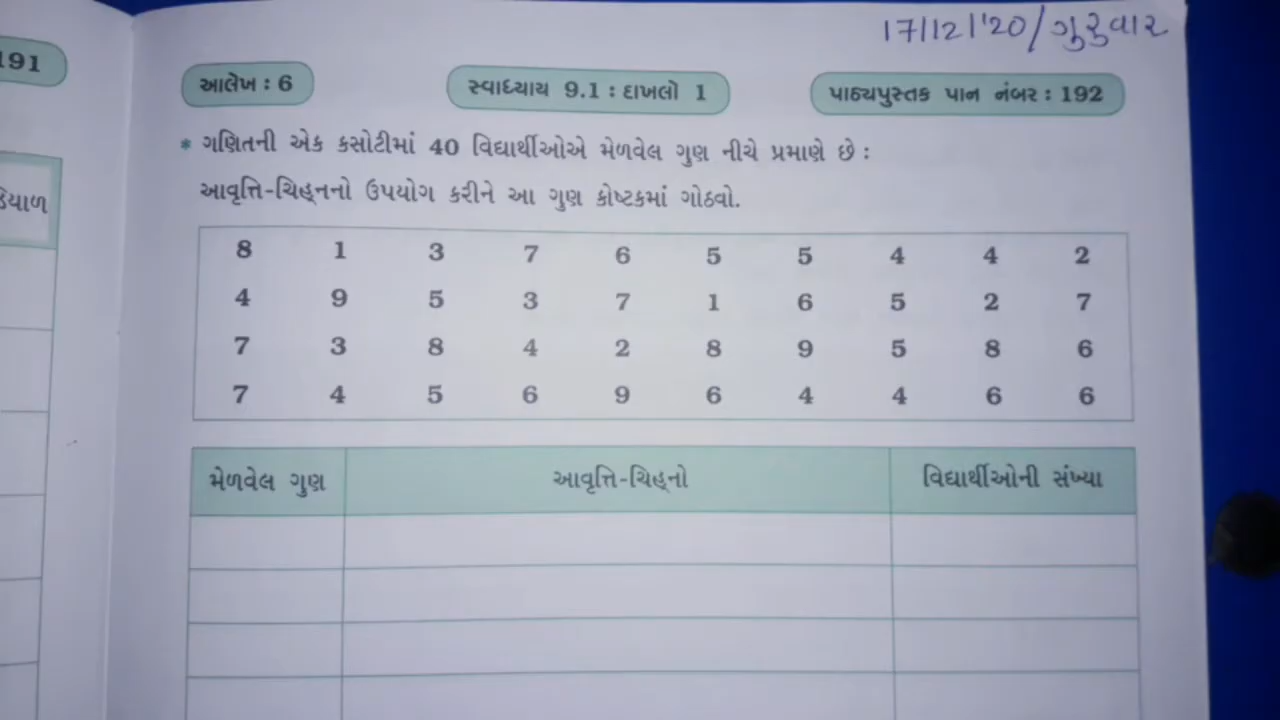 17/12/'20/ગુરુવાર
191
આલેખ : 6 સ્વાધ્યાય 9.1 : દાખલો 1 પાઠ્યપુસ્તક પાન નંબર : 192
* ગણિતની એક કસોટીમાં 40 વિદ્યાર્થીઓએ મેળવેલ ગુણ નીચે પ્રમાણે છે :
આવૃત્તિ-ચિહ્નનો ઉપયોગ કરીને આ ગુણ કોષ્ટકમાં ગોઠવો.
8 1 3 7 6 5 5 4 4 2
4 9 5 3 7 1 6 5 2 7
7 3 8 4 2 8 9 5 8 6
7 4 5 6 9 6 4 4 6 6
મેળવેલ ગુણ આવૃત્તિ-ચિહ્નો વિદ્યાર્થીઓની સંખ્યા